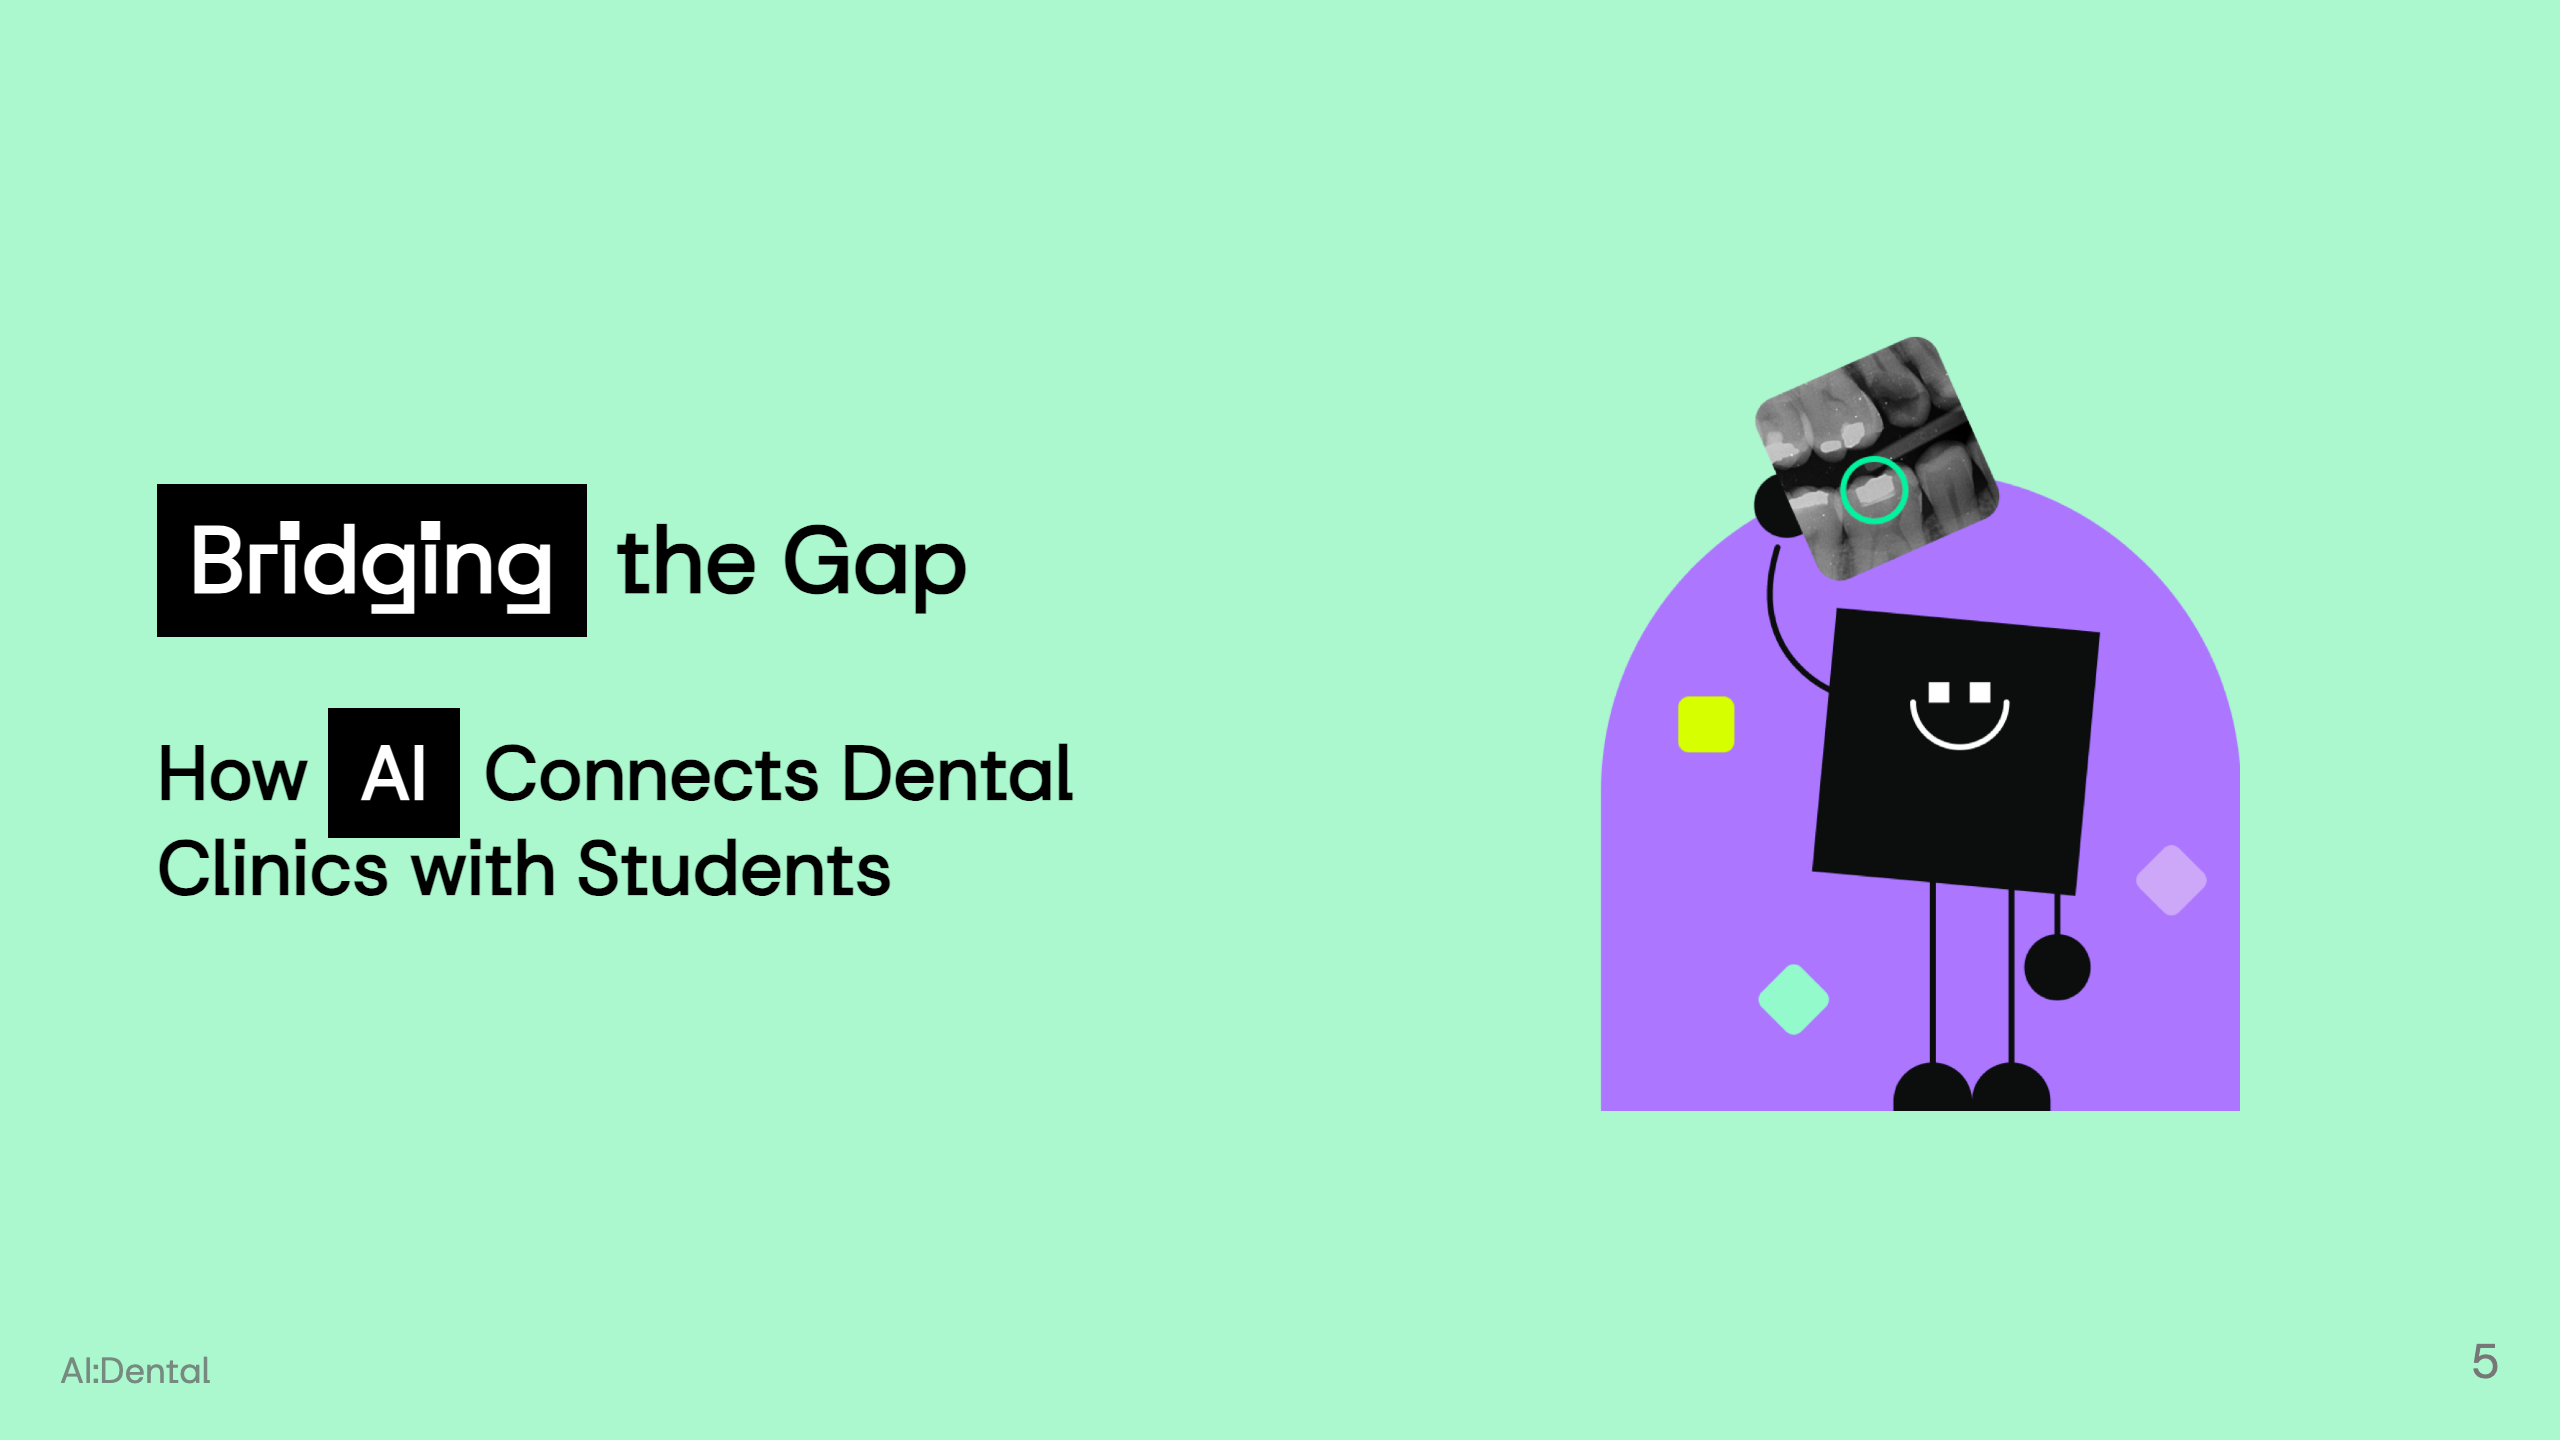 Bridging the Gap
How AI Connects Dental
Clinics with Students
AI:Dental
5